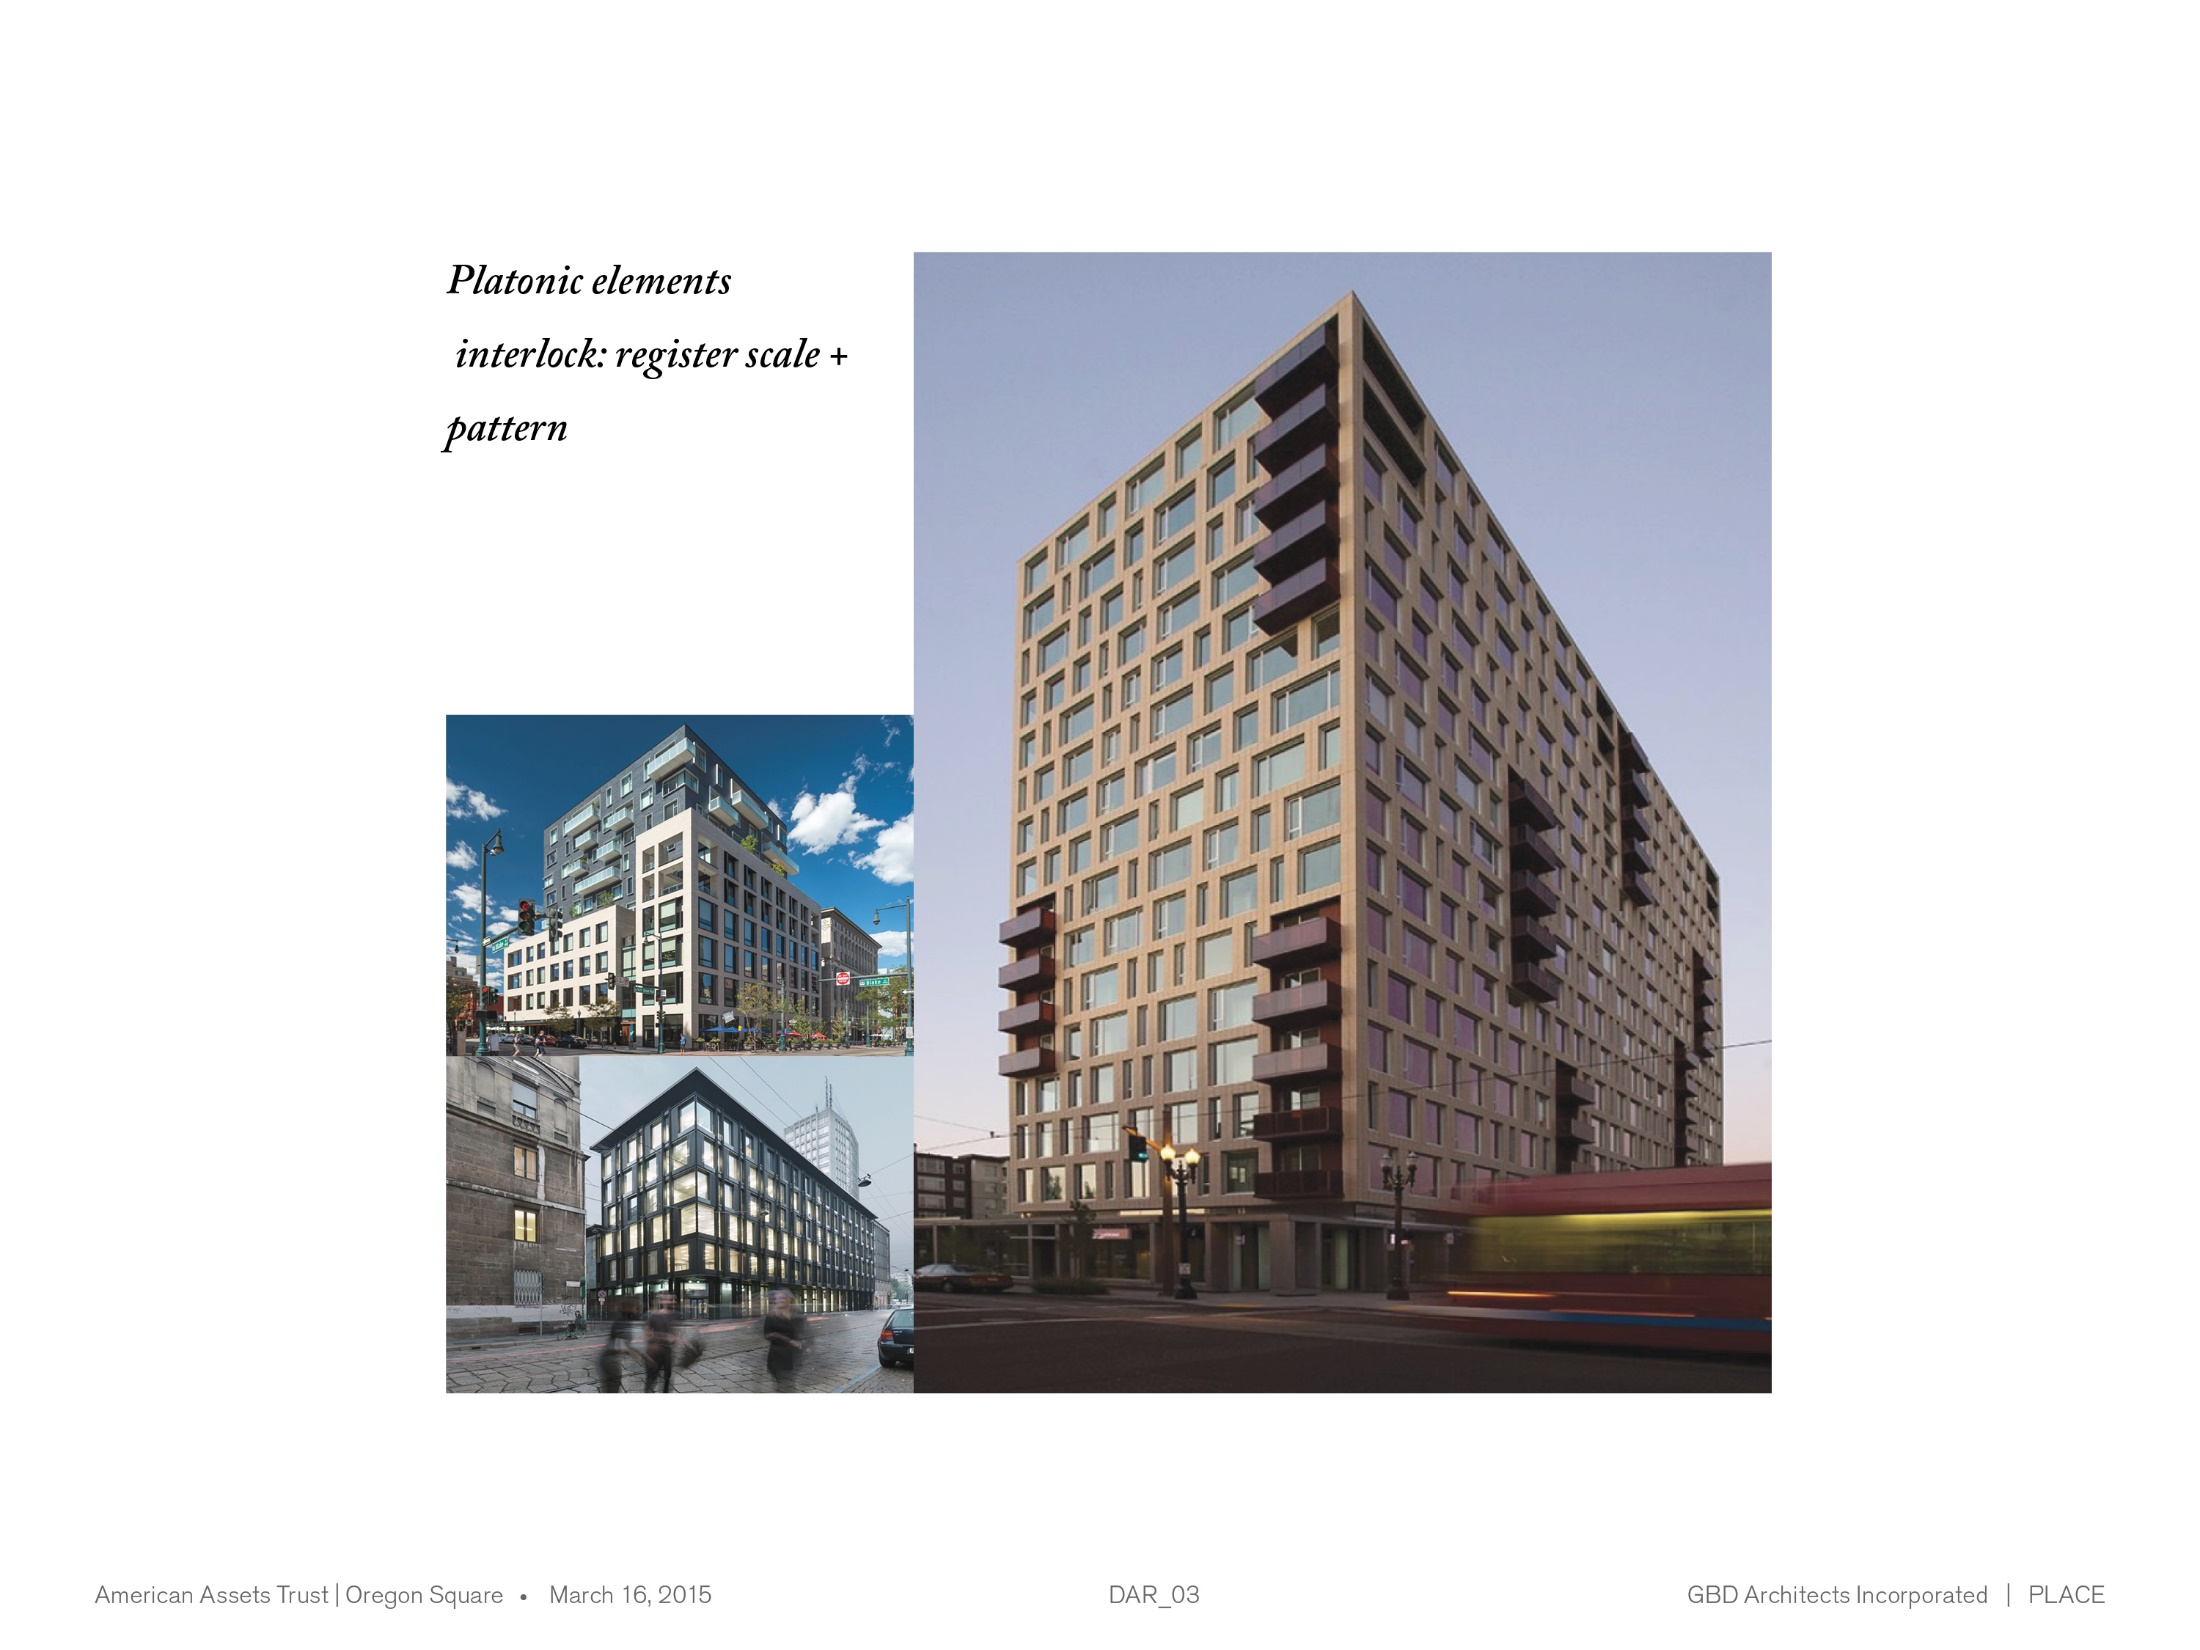 Platonic elements
interlock: register scale +
pattern
Blake
American Assets Trust | Oregon Square • March 16, 2015
DAR_03
GBD Architects Incorporated | PLACE